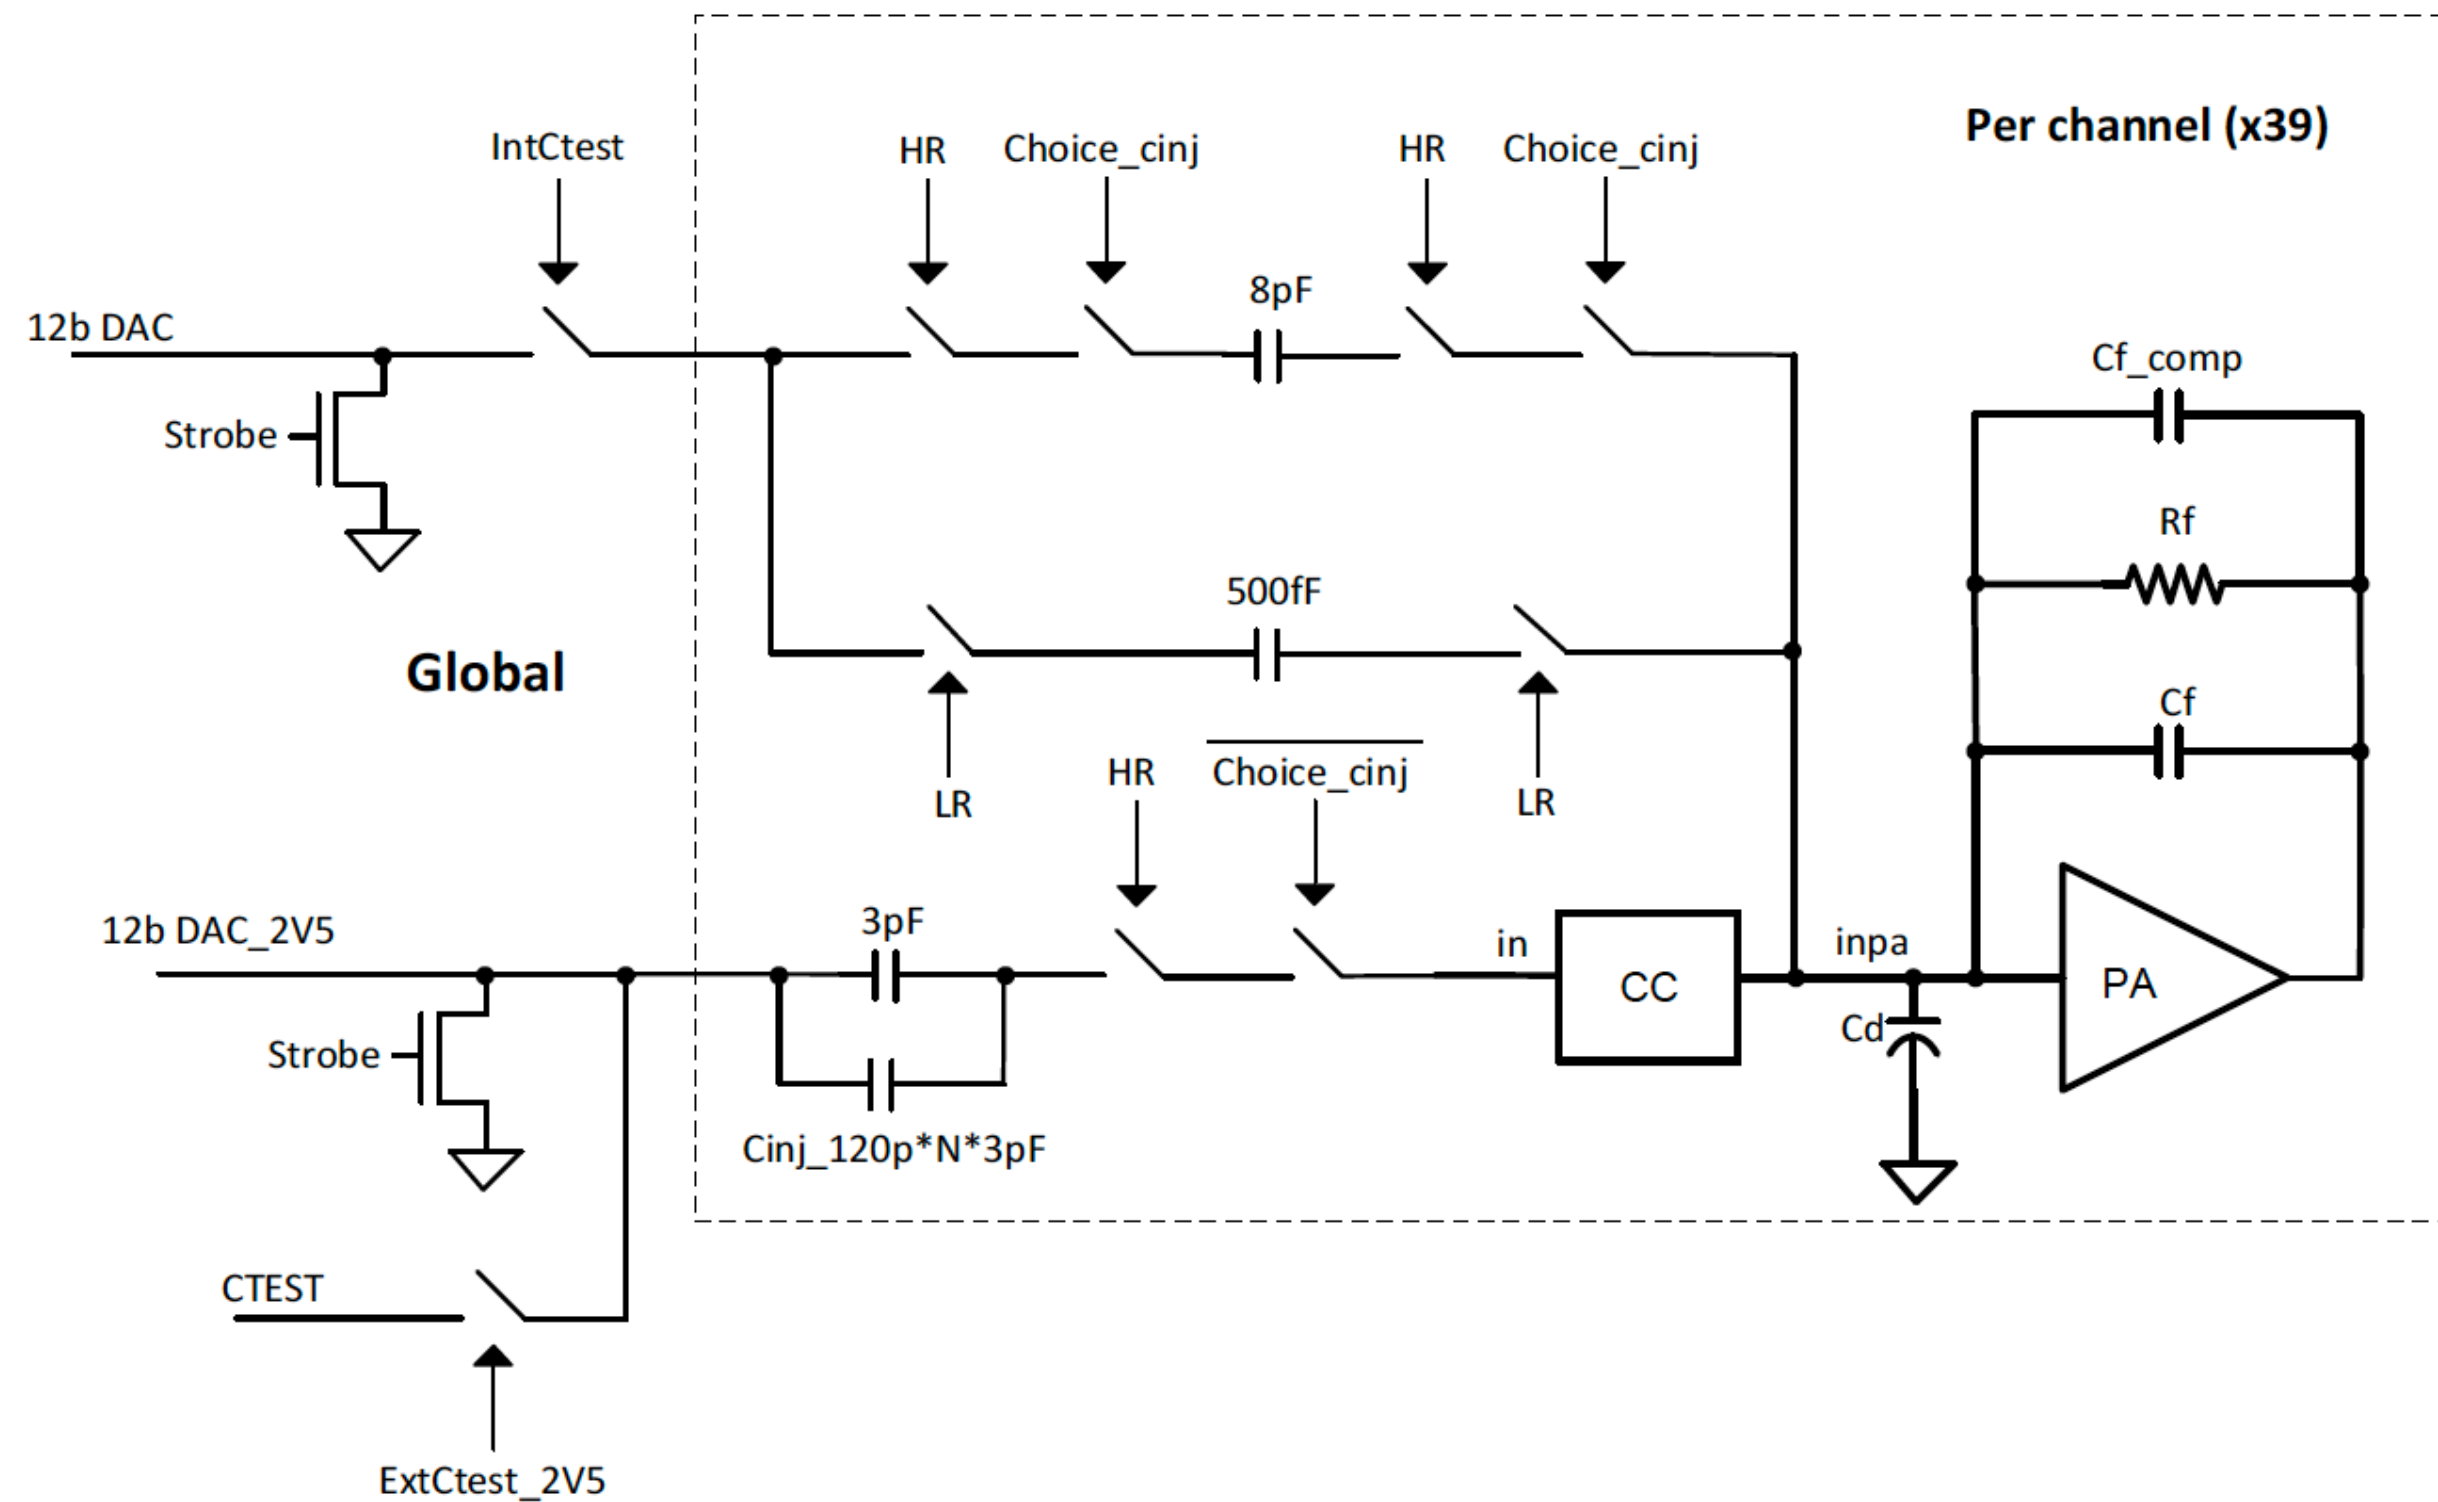 Per channel (x39)
IntCtest
HR
Choice_cinj
HR
Choice_cinj
8pF
12b DAC
Cf_comp
Strobe
Rf
500fF
Global
Cf
HR
Choice_cinj
LR
LR
3pF
12b DAC_2V5
in
inpa
CC
PA
Cd
Strobe
Cinj_120p*N*3pF
CTEST
ExtCtest_2V5